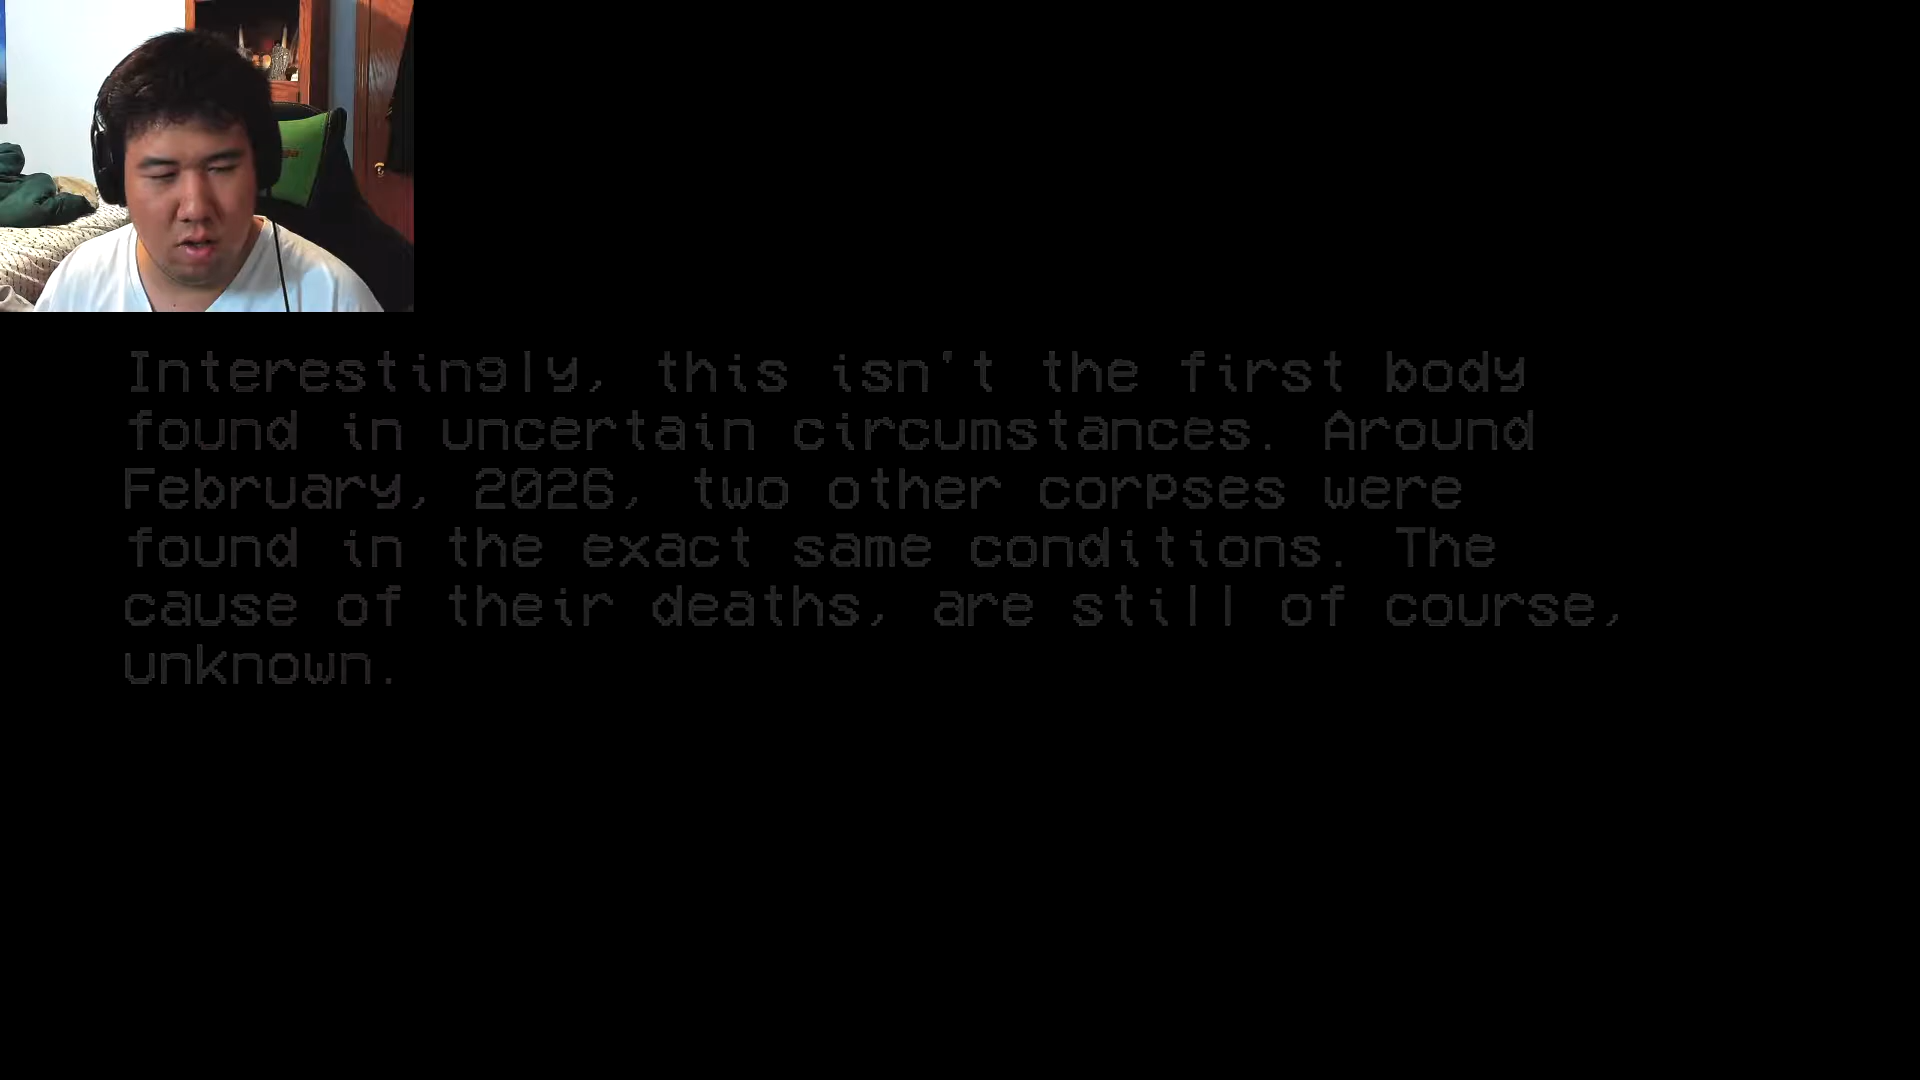 Interestingly, this isn't the first body
found in uncertain circumstances. Around
February, 2026, two other corpses were
found in the exact same conditions. The
cause of their deaths, are still of course,
unknown.